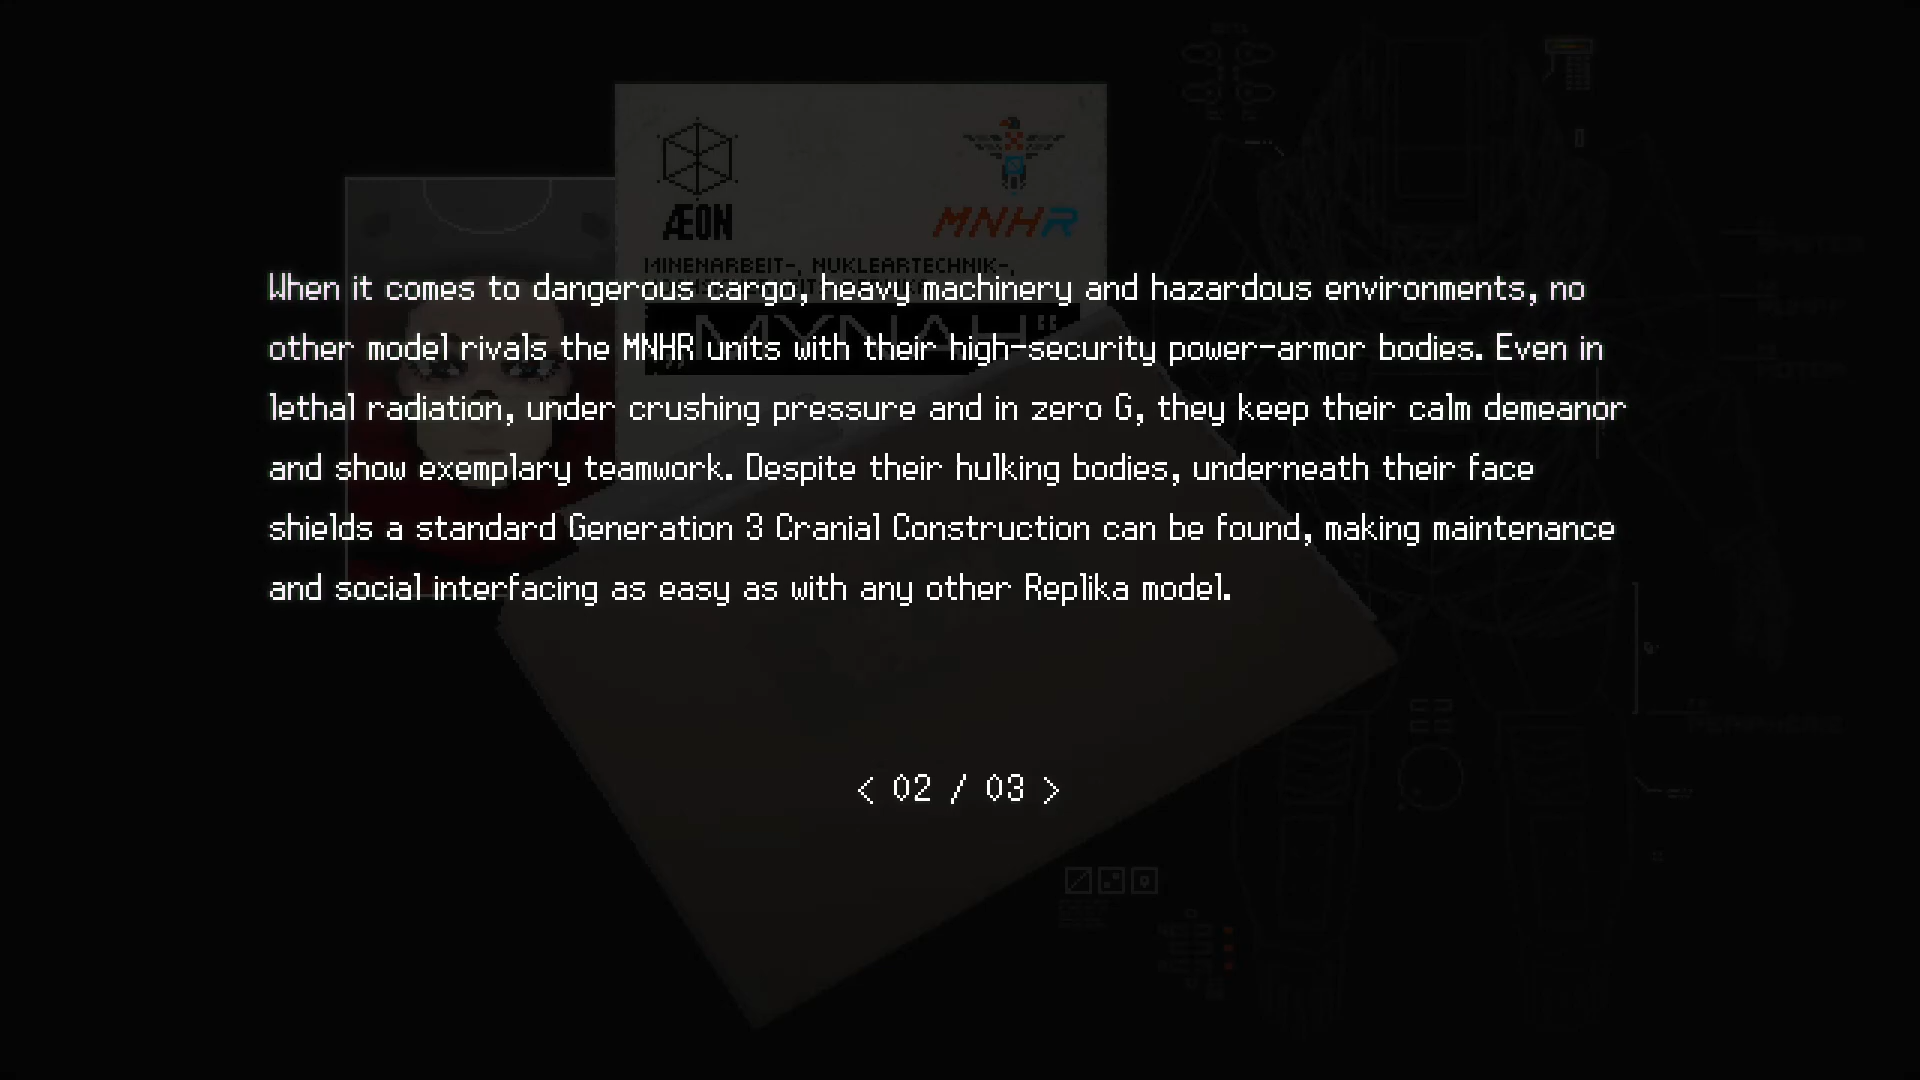 ÆON
MNHR
MINENARBEIT-, NUKLEARTECHNIK-,
„MYNAH“
When it comes to dangerous cargo, heavy machinery and hazardous environments, no
other model rivals the MNHR units with their high-security power-armor bodies. Even in
lethal radiation, under crushing pressure and in zero G, they keep their calm demeanor
and show exemplary teamwork. Despite their hulking bodies, underneath their face
shields a standard Generation 3 Cranial Construction can be found, making maintenance
and social interfacing as easy as with any other Replika model.
< 02 / 03 >